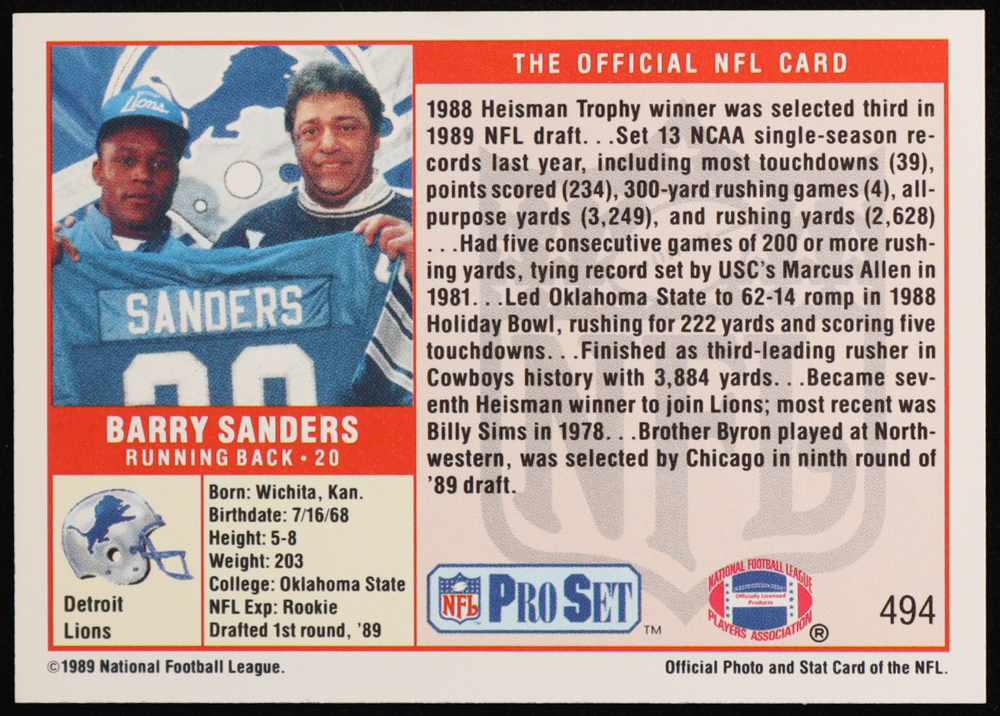 THE OFFICIAL NFL CARD
1988 Heisman Trophy winner was selected third in
1989 NFL draft. . .Set 13 NCAA single-season re-
cords last year, including most touchdowns (39),
points scored (234), 300-yard rushing games (4), all-
purpose yards (3,249), and rushing yards (2,628)
. . .Had five consecutive games of 200 or more rush-
ing yards, tying record set by USC's Marcus Allen in
1981. . .Led Oklahoma State to 62-14 romp in 1988
Holiday Bowl, rushing for 222 yards and scoring five
touchdowns. . .Finished as third-leading rusher in
Cowboys history with 3,884 yards. . .Became sev-
enth Heisman winner to join Lions; most recent was
Billy Sims in 1978. . .Brother Byron played at North-
western, was selected by Chicago in ninth round of
'89 draft.
NFL
Lions
SANDERS
20
BARRY SANDERS
RUNNING BACK • 20
Detroit
Lions
Born: Wichita, Kan.
Birthdate: 7/16/68
Height: 5-8
Weight: 203
College: Oklahoma State
NFL Exp: Rookie
Drafted 1st round, '89
NFL PRO SET TM
NATIONAL FOOTBALL LEAGUE
Officially Licensed
Products
PLAYERS ASSOCIATION ®
494
©1989 National Football League.
Official Photo and Stat Card of the NFL.